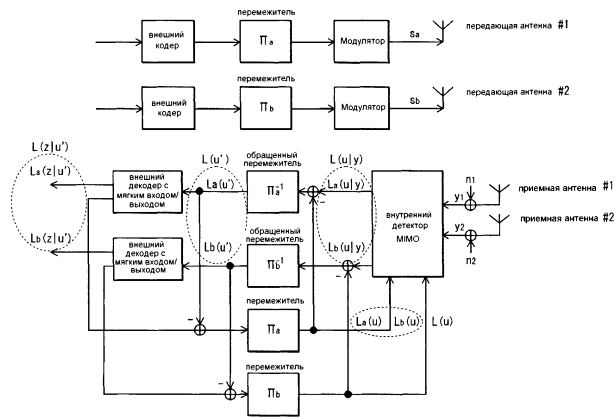 внешний кодер
перемежитель
Πa
Модулятор
Sa
передающая антенна #1
внешний кодер
перемежитель
Πb
Модулятор
Sb
передающая антенна #2
L(z|u')
La(z|u')
Lb(z|u')
внешний декодер с мягким входом/выходом
внешний декодер с мягким входом/выходом
L(u')
La(u')
Lb(u')
обращенный перемежитель
Πa⁻¹
обращенный перемежитель
Πb⁻¹
L(u|y)
La(u|y)
Lb(u|y)
внутренний детектор MIMO
y1
n1
приемная антенна #1
y2
n2
приемная антенна #2
перемежитель
Πa
La(u)
Lb(u)
L(u)
перемежитель
Πb